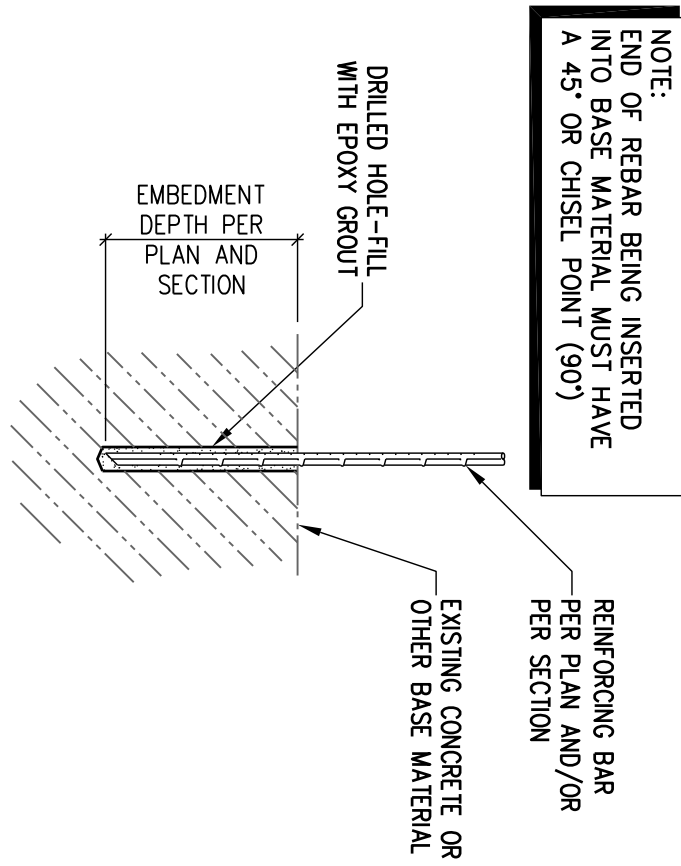 NOTE:
END OF REBAR BEING INSERTED
INTO BASE MATERIAL MUST HAVE
A 45° OR CHISEL POINT (90°)
DRILLED HOLE-FILL
WITH EPOXY GROUT
EMBEDMENT
DEPTH PER
PLAN AND
SECTION
REINFORCING BAR
PER PLAN AND/OR
PER SECTION
EXISTING CONCRETE OR
OTHER BASE MATERIAL